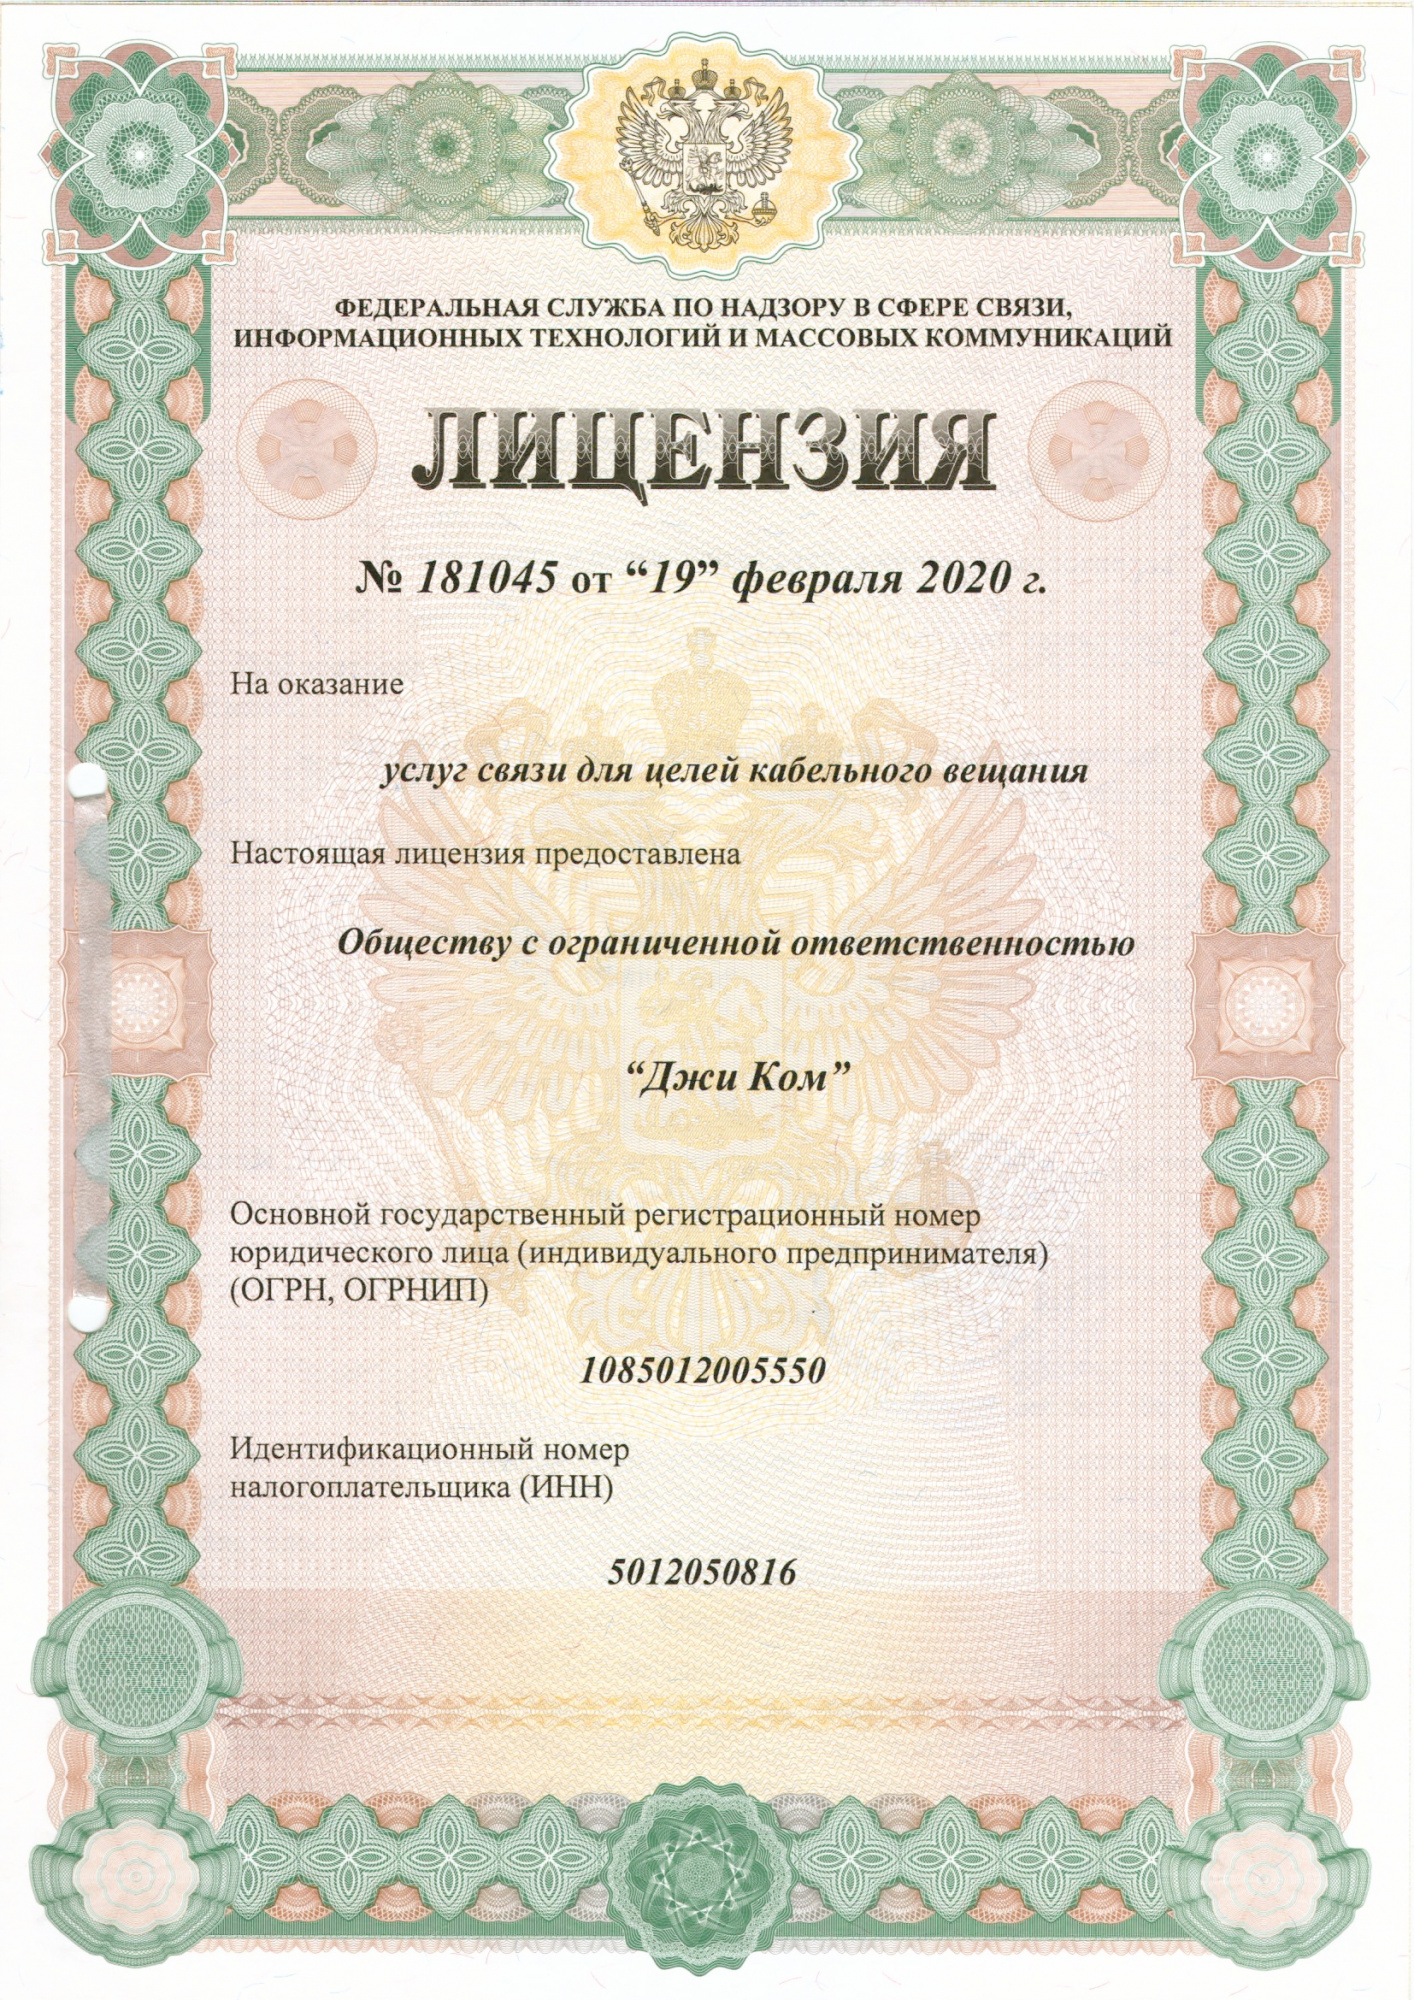 ФЕДЕРАЛЬНАЯ СЛУЖБА ПО НАДЗОРУ В СФЕРЕ СВЯЗИ,
ИНФОРМАЦИОННЫХ ТЕХНОЛОГИЙ И МАССОВЫХ КОММУНИКАЦИЙ
ЛИЦЕНЗИЯ
№ 181045 от “19” февраля 2020 г.
На оказание
услуг связи для целей кабельного вещания
Настоящая лицензия предоставлена
Обществу с ограниченной ответственностью
“Джи Ком”
Основной государственный регистрационный номер
юридического лица (индивидуального предпринимателя)
(ОГРН, ОГРНИП)
1085012005550
Идентификационный номер
налогоплательщика (ИНН)
5012050816